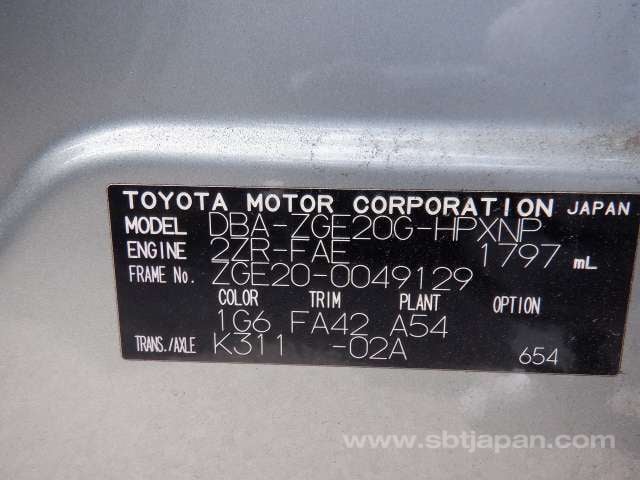 TOYOTA MOTOR CORPORATION JAPAN
MODEL DBA-ZGE20G-HPXNP
ENGINE 2ZR-FAE 1797 mL
FRAME No. ZGE20-0049129
COLOR TRIM PLANT OPTION
1G6 FA42 A54
TRANS./AXLE K311 -02A 654
www.sbtjapan.com